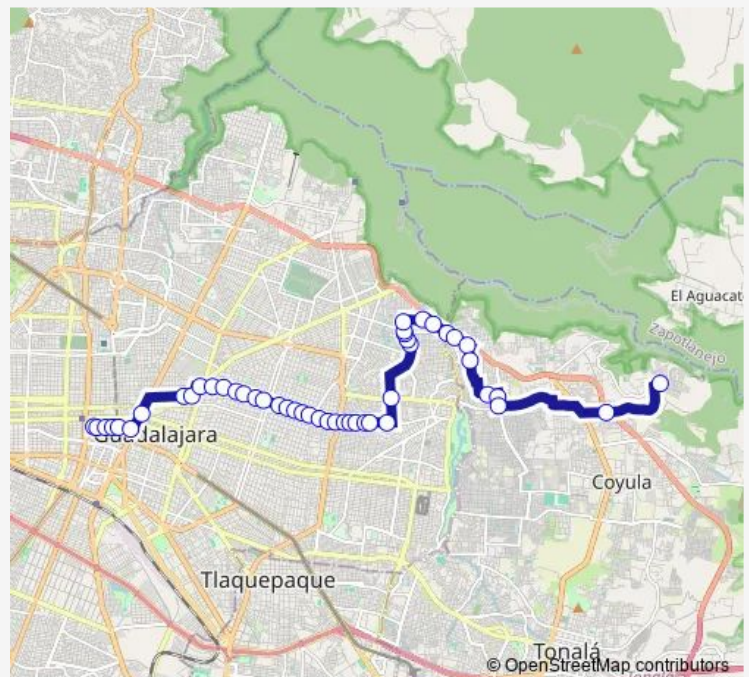 El Aguacat
Zapotlanejo
Guadalajara
Coyula
Tlaquepaque
Tonalá
© OpenStreetMap contributors